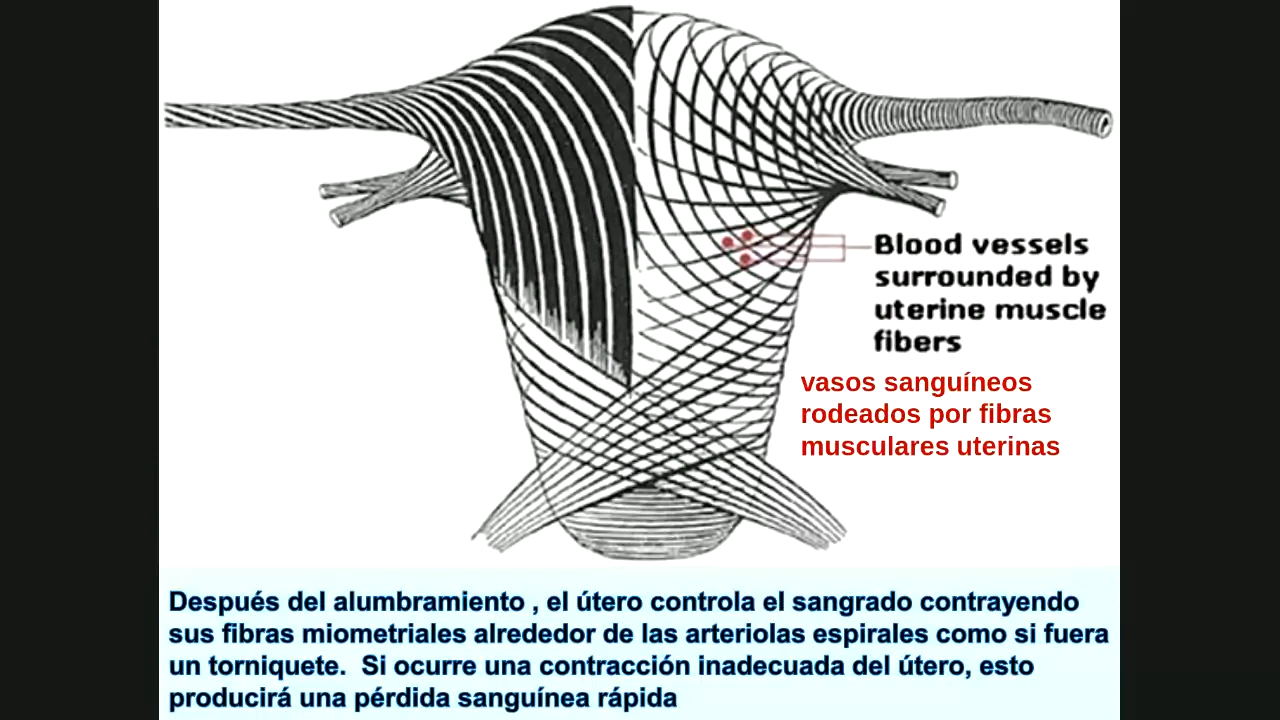 Blood vessels
surrounded by
uterine muscle
fibers
vasos sanguíneos
rodeados por fibras
musculares uterinas
Después del alumbramiento , el útero controla el sangrado contrayendo
sus fibras miometriales alrededor de las arteriolas espirales como si fuera
un torniquete.  Si ocurre una contracción inadecuada del útero, esto
producirá una pérdida sanguínea rápida